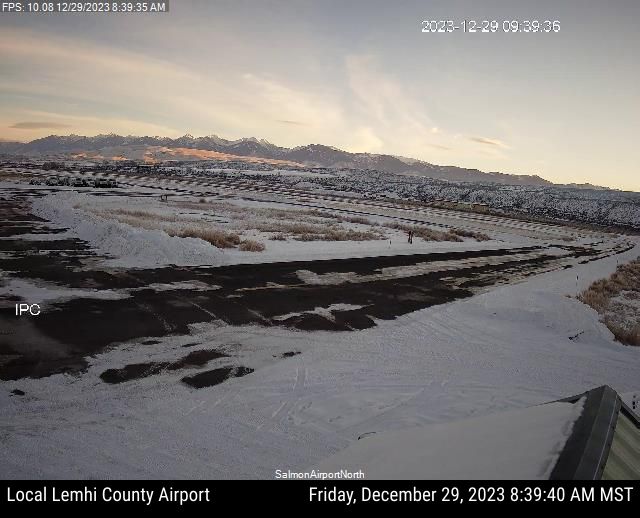 FPS: 10.08 12/29/2023 8:39:35 AM
2023-12-29 09:39:36
IPC
SalmonAirportNorth
Local Lemhi County Airport Friday, December 29, 2023 8:39:40 AM MST